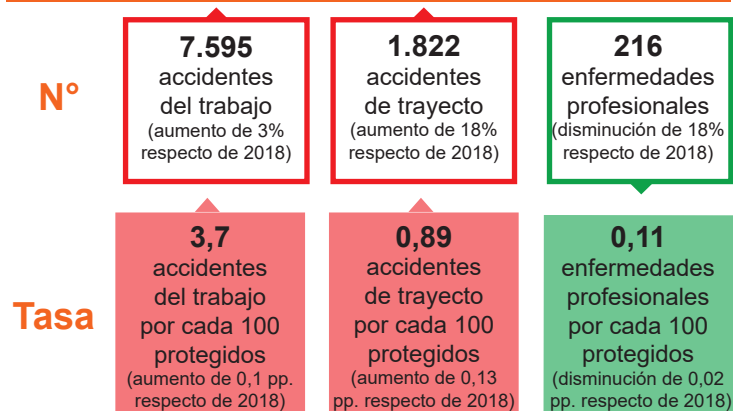 N°
7.595
accidentes
del trabajo
(aumento de 3%
respecto de 2018)
1.822
accidentes
de trayecto
(aumento de 18%
respecto de 2018)
216
enfermedades
profesionales
(disminución de 18%
respecto de 2018)
Tasa
3,7
accidentes
del trabajo
por cada 100
protegidos
(aumento de 0,1 pp.
respecto de 2018)
0,89
accidentes
de trayecto
por cada 100
protegidos
(aumento de 0,13
pp. respecto de 2018)
0,11
enfermedades
profesionales
por cada 100
protegidos
(disminución de 0,02
pp. respecto de 2018)